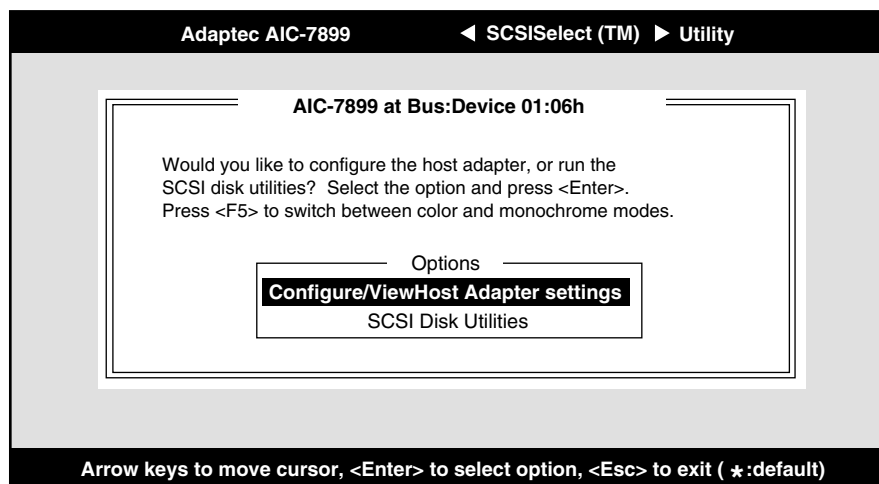 Adaptec AIC-7899 ◀ SCSISelect (TM) ▶ Utility
AIC-7899 at Bus:Device 01:06h
Would you like to configure the host adapter, or run the
SCSI disk utilities? Select the option and press <Enter>.
Press <F5> to switch between color and monochrome modes.
Options
Configure/ViewHost Adapter settings
SCSI Disk Utilities
Arrow keys to move cursor, <Enter> to select option, <Esc> to exit ( *:default)